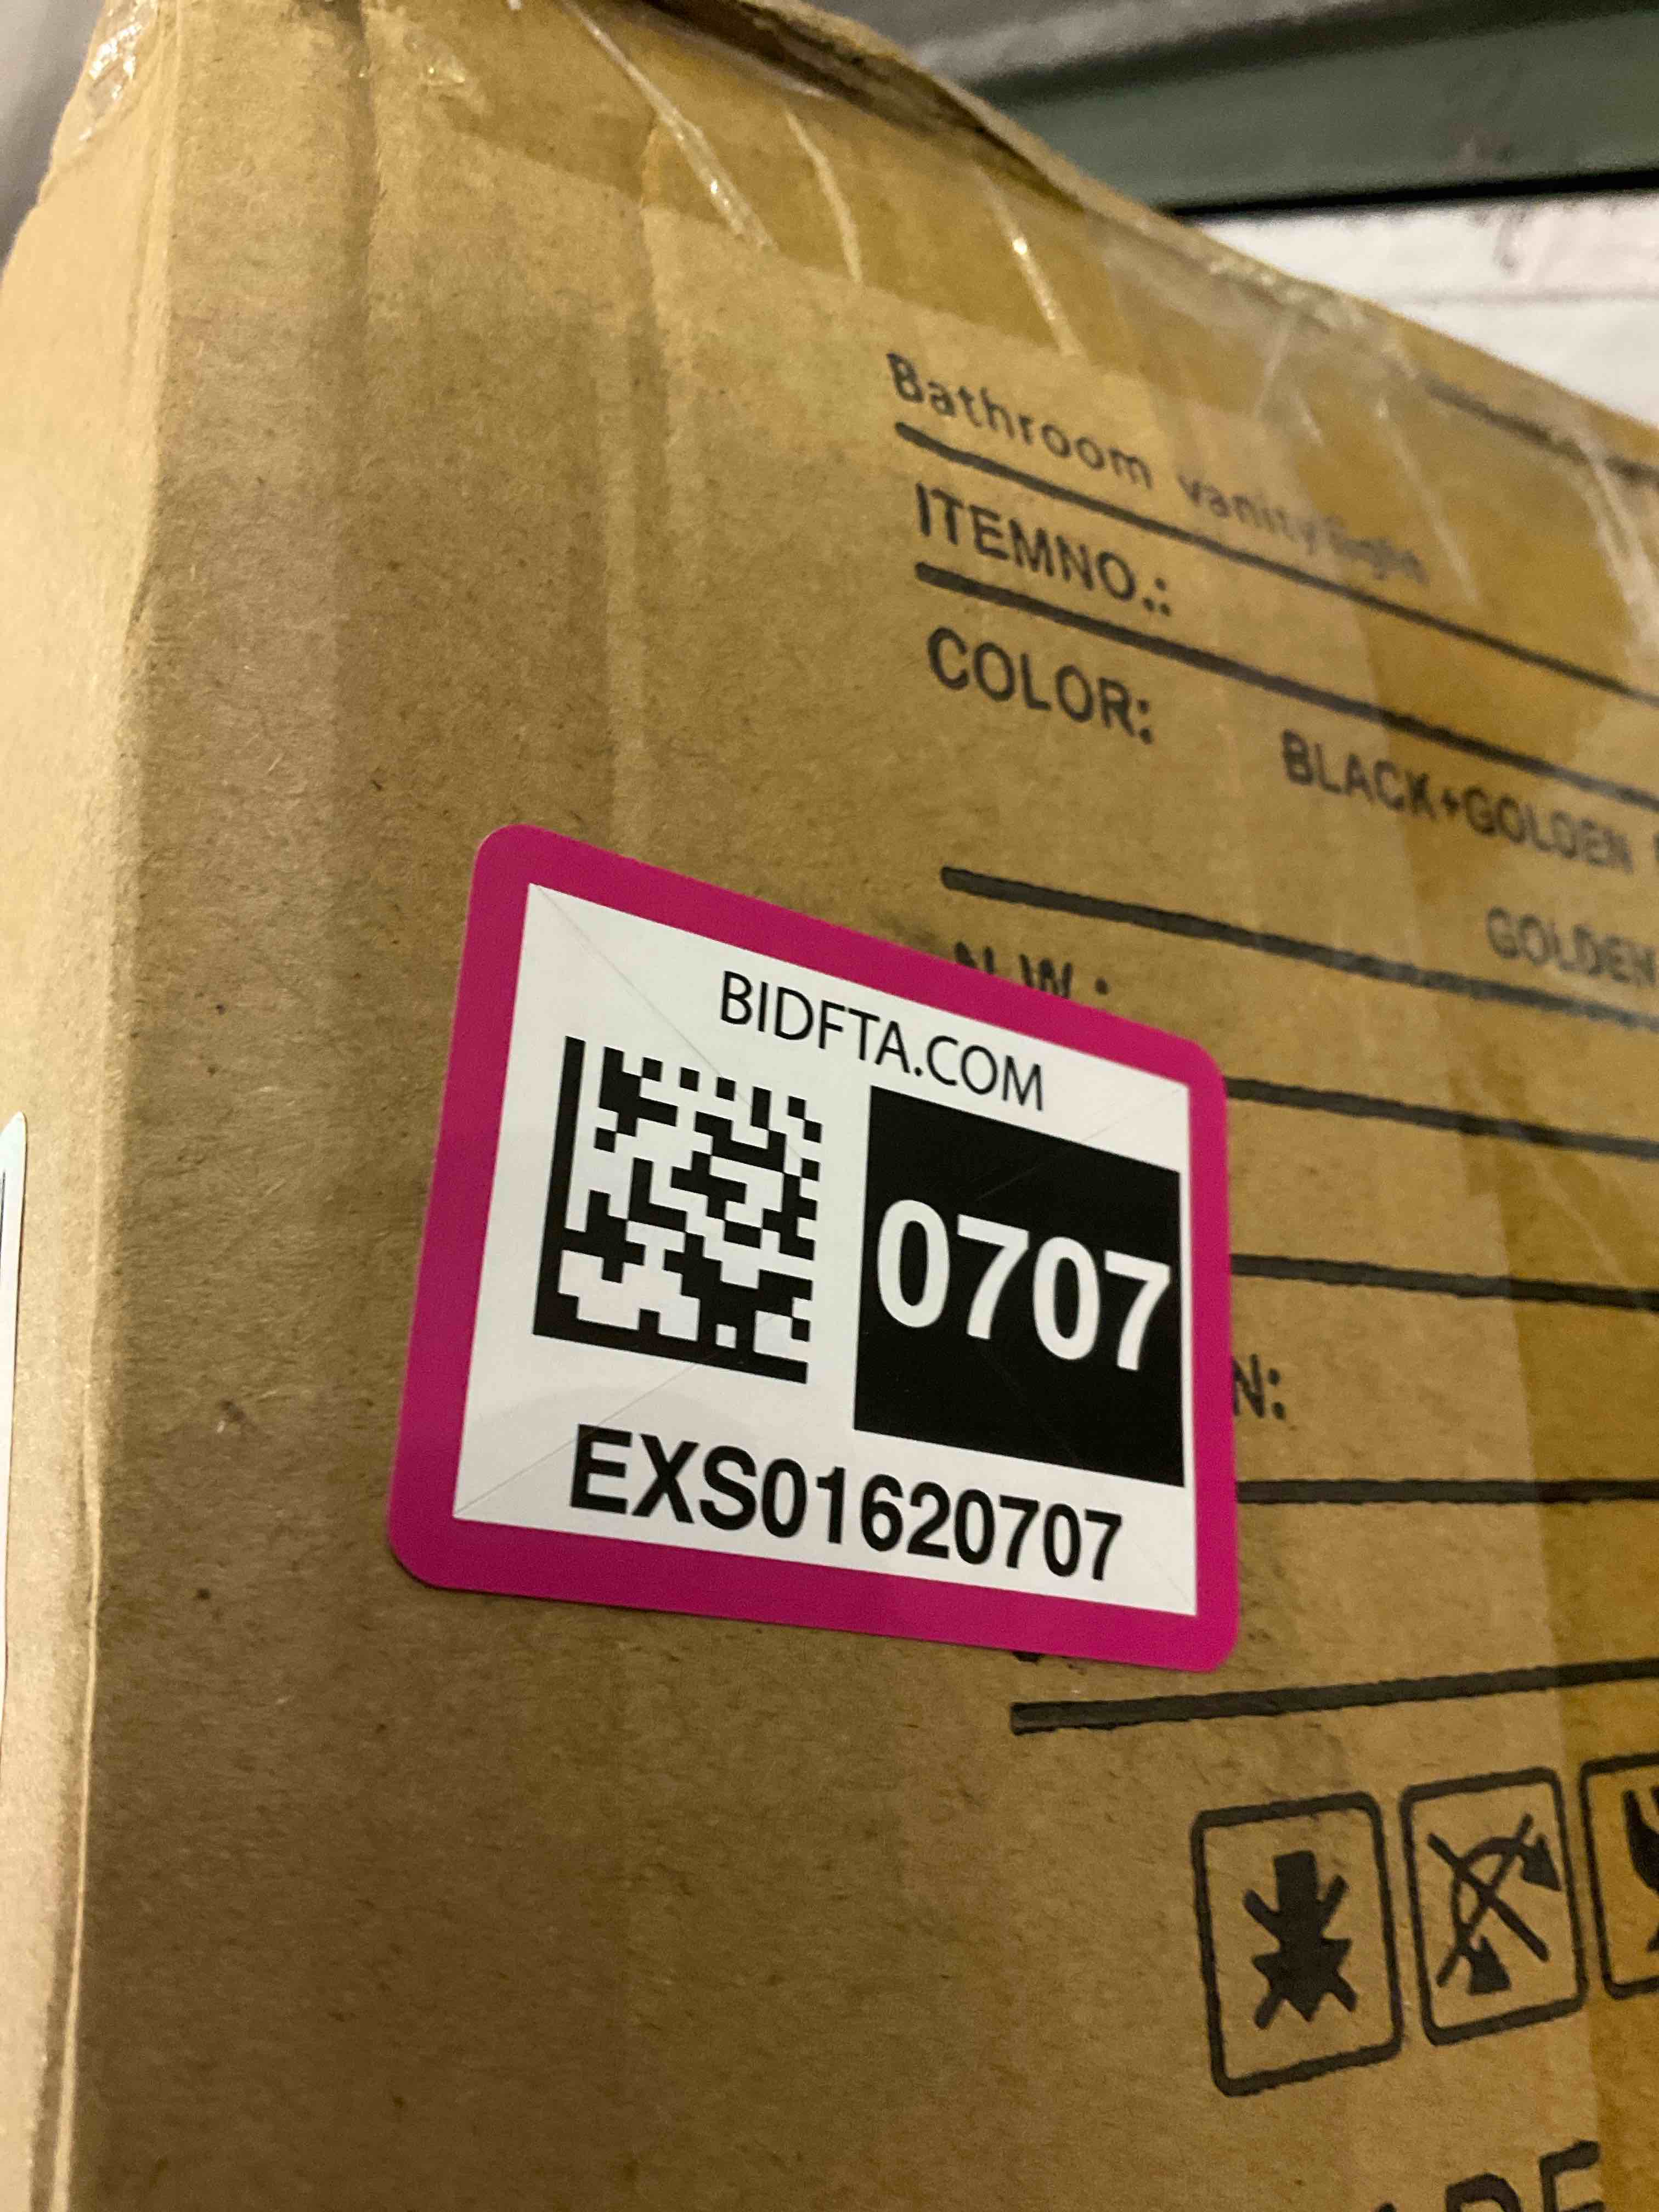 Bathroom vanity light
ITEMNO.:
COLOR:
BLACK+GOLDEN
GOLDEN
N.W.:
BIDFTA.COM
0707
EXS01620707
N: